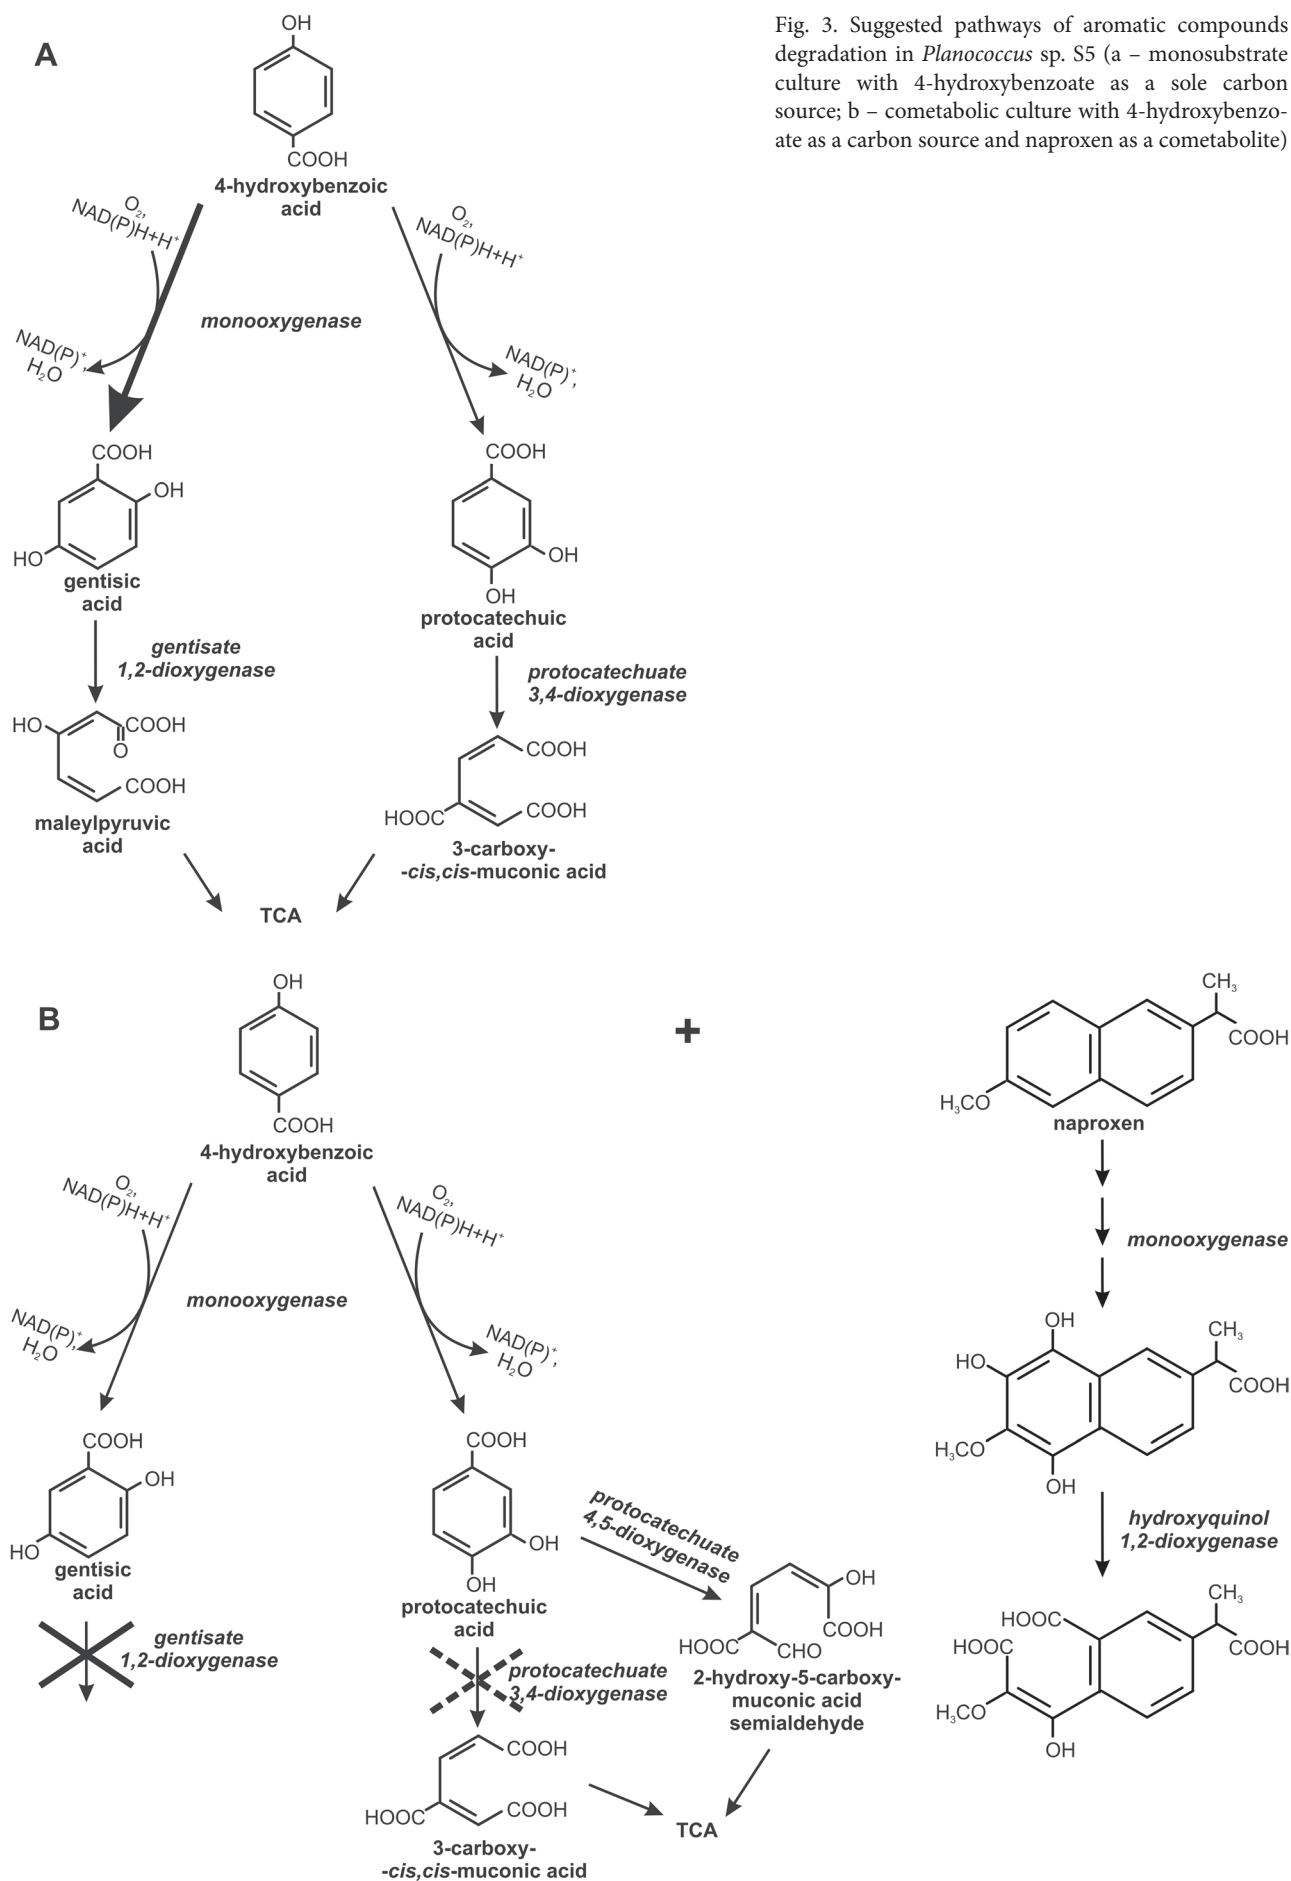 Fig. 3. Suggested pathways of aromatic compounds
degradation in Planococcus sp. S5 (a – monosubstrate
culture with 4-hydroxybenzoate as a sole carbon
source; b – cometabolic culture with 4-hydroxybenzo-
ate as a carbon source and naproxen as a cometabolite)
A
OH
COOH
4-hydroxybenzoic
acid
O₂,
NAD(P)H+H⁺
O₂,
NAD(P)H+H⁺
monooxygenase
NAD(P)⁺,
H₂O
NAD(P)⁺,
H₂O
COOH
OH
HO
gentisic
acid
COOH
OH
OH
protocatechuic
acid
gentisate
1,2-dioxygenase
protocatechuate
3,4-dioxygenase
HO
COOH
O
COOH
maleylpyruvic
acid
COOH
HOOC
COOH
3-carboxy-
-cis,cis-muconic acid
TCA
B
OH
COOH
4-hydroxybenzoic
acid
+
CH₃
COOH
H₃CO
naproxen
O₂,
NAD(P)H+H⁺
O₂,
NAD(P)H+H⁺
monooxygenase
NAD(P)⁺,
H₂O
NAD(P)⁺,
H₂O
monooxygenase
OH
HO
CH₃
COOH
H₃CO
OH
COOH
OH
HO
gentisic
acid
COOH
OH
OH
protocatechuic
acid
protocatechuate
4,5-dioxygenase
hydroxyquinol
1,2-dioxygenase
gentisate
1,2-dioxygenase
protocatechuate
3,4-dioxygenase
OH
COOH
HOOC
CHO
2-hydroxy-5-carboxy-
muconic acid
semialdehyde
CH₃
HOOC
HOOC
COOH
H₃CO
OH
COOH
HOOC
COOH
3-carboxy-
-cis,cis-muconic acid
TCA